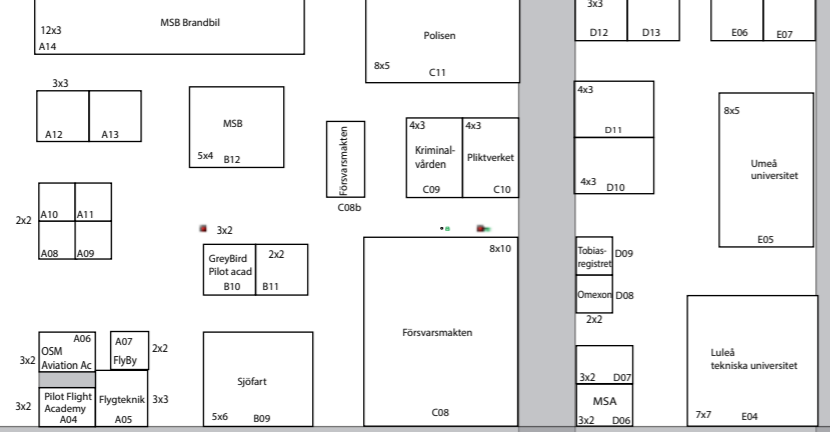 12x3
MSB Brandbil
A14
Polisen
8x5
C11
3x3
D12
D13
E06
E07
3x3
A12
A13
MSB
5x4
B12
Försvarsmakten
C08b
4x3
4x3
Kriminal-
vården
Pliktverket
C09
C10
4x3
D11
4x3
D10
8x5
Umeå
universitet
E05
2x2
A10
A11
A08
A09
3x2
GreyBird
Pilot acad
B10
2x2
B11
8x10
Försvarsmakten
C08
Tobias-
registret
D09
Omexon
D08
2x2
3x2
A06
OSM
Aviation Ac
A07
FlyBy
2x2
3x2
Pilot Flight
Academy
A04
Flygteknik
A05
3x3
Sjöfart
5x6
B09
3x2
D07
MSA
3x2
D06
Luleå
tekniska universitet
7x7
E04